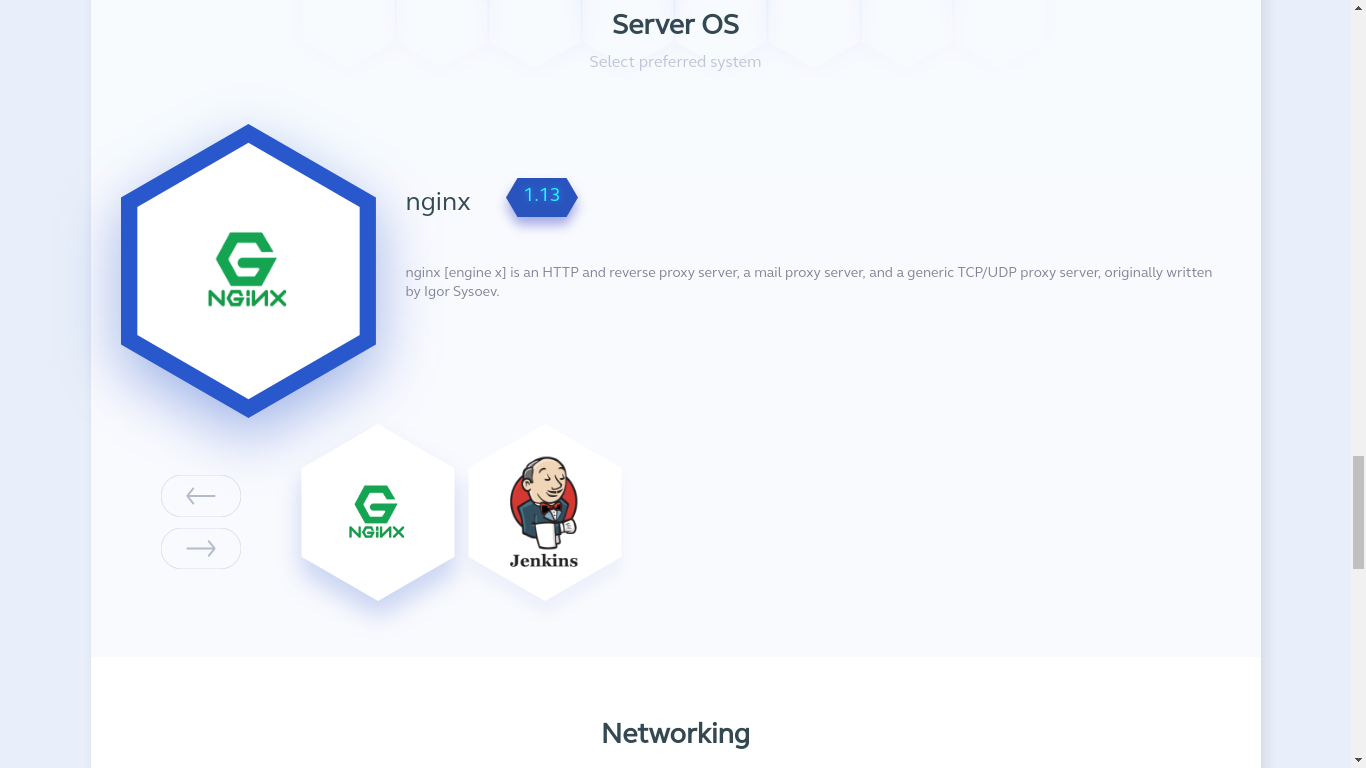 Server OS
Select preferred system
NGiNX
nginx
1.13
nginx [engine x] is an HTTP and reverse proxy server, a mail proxy server, and a generic TCP/UDP proxy server, originally written
by Igor Sysoev.
NGiNX
Jenkins
Networking